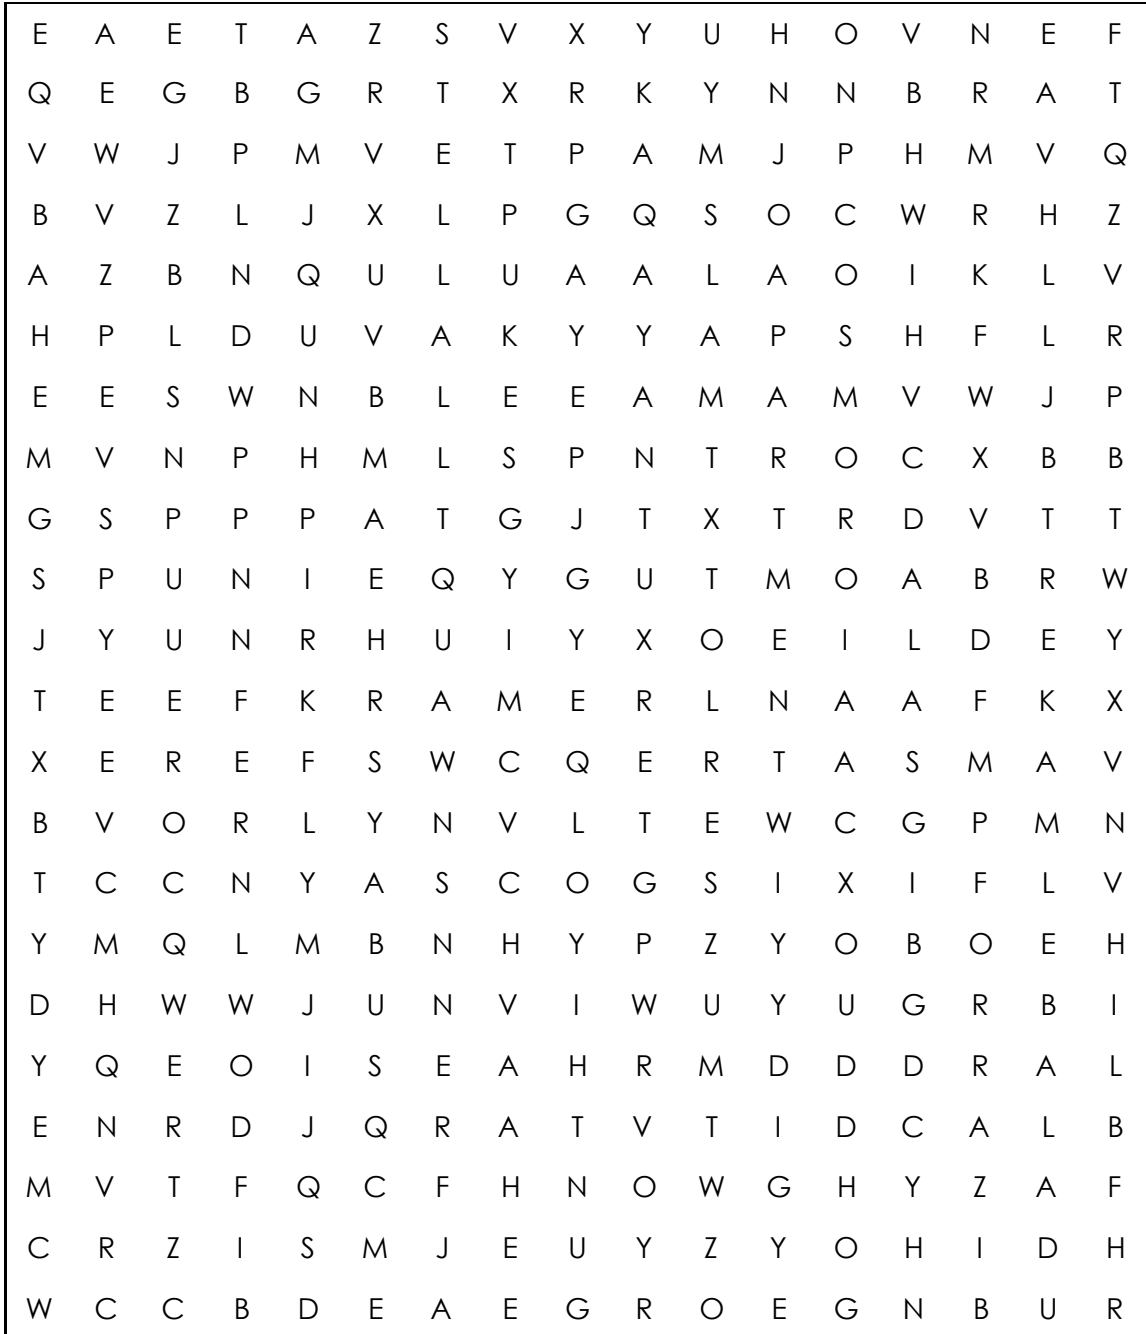 E A E T A Z S V X Y U H O V N E F
Q E G B G R T X R K Y N N B R A T
V W J P M V E T P A M J P H M V Q
B V Z L J X L P G Q S O C W R H Z
A Z B N Q U L U A A L A O I K L V
H P L D U V A K Y Y A P S H F L R
E E S W N B L E E A M A M V W J P
M V N P H M L S P N T R O C X B B
G S P P P A T G J T X T R D V T T
S P U N I E Q Y G U T M O A B R W
J Y U N R H U I Y X O E I L D E Y
T E E F K R A M E R L N A A F K X
X E R E F S W C Q E R T A S M A V
B V O R L Y N V L T E W C G P M N
T C C N Y A S C O G S I X I F L V
Y M Q L M B N H Y P Z Y O B O E H
D H W W J U N V I W U Y U G R B I
Y Q E O I S E A H R M D D D R A L
E N R D J Q R A T V T I D C A L B
M V T F Q C F H N O W G H Y Z A F
C R Z I S M J E U Y Z Y O H I D H
W C C B D E A E G R O E G N B U R